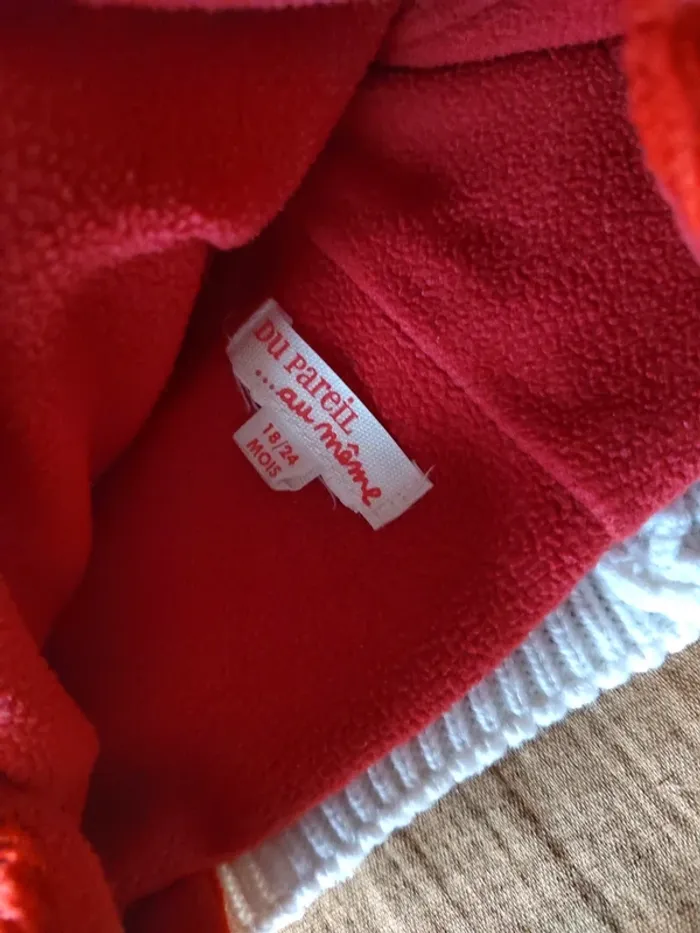 DU PareiL
...au même
18/24
MOIS